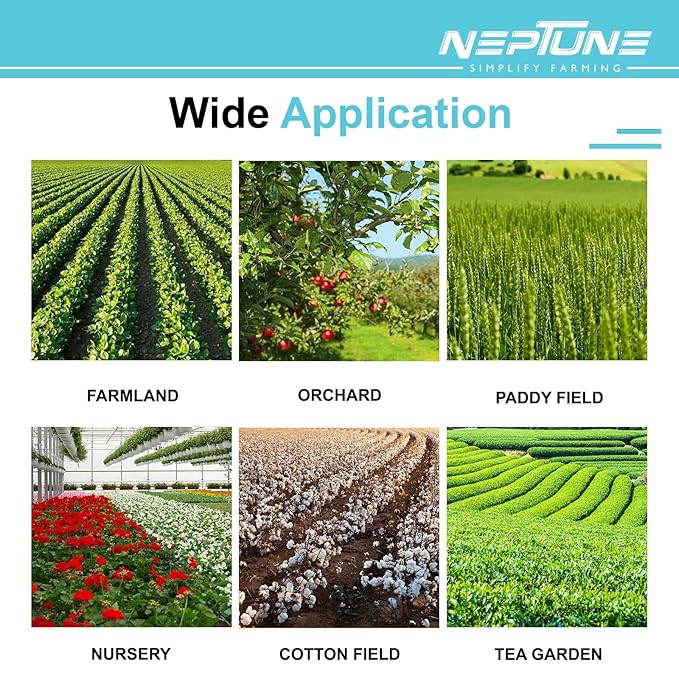 NEPTUNE
SIMPLIFY FARMING
Wide Application
FARMLAND
ORCHARD
PADDY FIELD
NURSERY
COTTON FIELD
TEA GARDEN